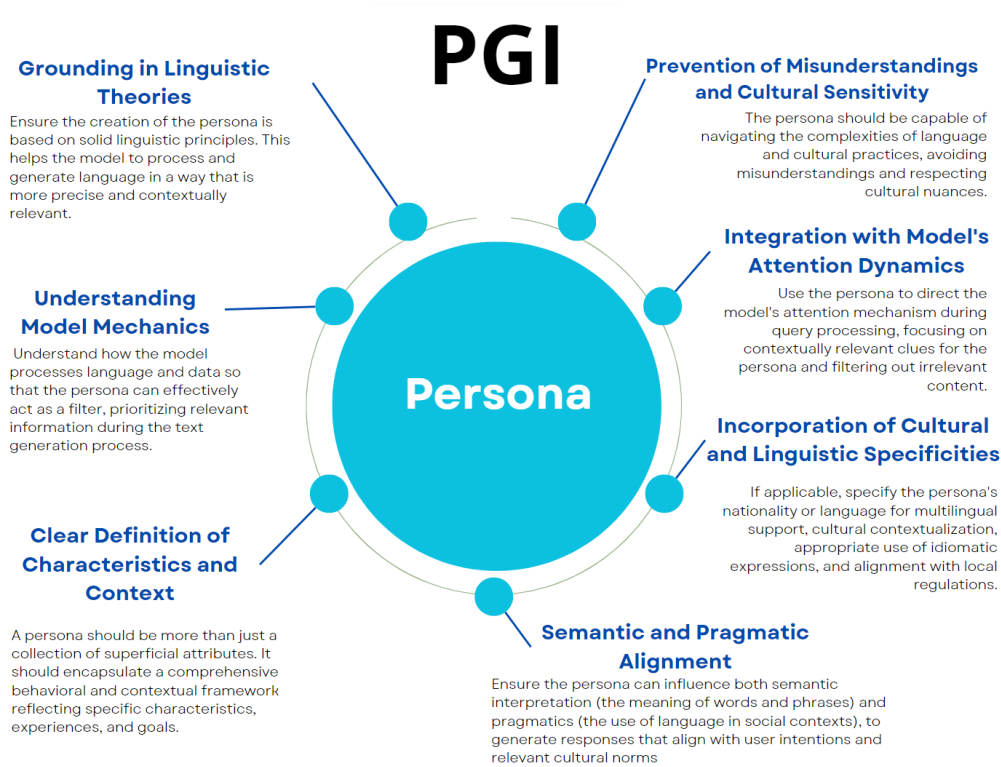 PGI
Grounding in Linguistic
Theories
Ensure the creation of the persona is
based on solid linguistic principles. This
helps the model to process and
generate language in a way that is
more precise and contextually
relevant.
Understanding
Model Mechanics
Understand how the model
processes language and data so
that the persona can effectively
act as a filter, prioritizing relevant
information during the text
generation process.
Clear Definition of
Characteristics and
Context
A persona should be more than just a
collection of superficial attributes. It
should encapsulate a comprehensive
behavioral and contextual framework
reflecting specific characteristics,
experiences, and goals.
Persona
Prevention of Misunderstandings
and Cultural Sensitivity
The persona should be capable of
navigating the complexities of language
and cultural practices, avoiding
misunderstandings and respecting
cultural nuances.
Integration with Model's
Attention Dynamics
Use the persona to direct the
model's attention mechanism during
query processing, focusing on
contextually relevant clues for the
persona and filtering out irrelevant
content.
Incorporation of Cultural
and Linguistic Specificities
If applicable, specify the persona's
nationality or language for multilingual
support, cultural contextualization,
appropriate use of idiomatic
expressions, and alignment with local
regulations.
Semantic and Pragmatic
Alignment
Ensure the persona can influence both semantic
interpretation (the meaning of words and phrases) and
pragmatics (the use of language in social contexts), to
generate responses that align with user intentions and
relevant cultural norms